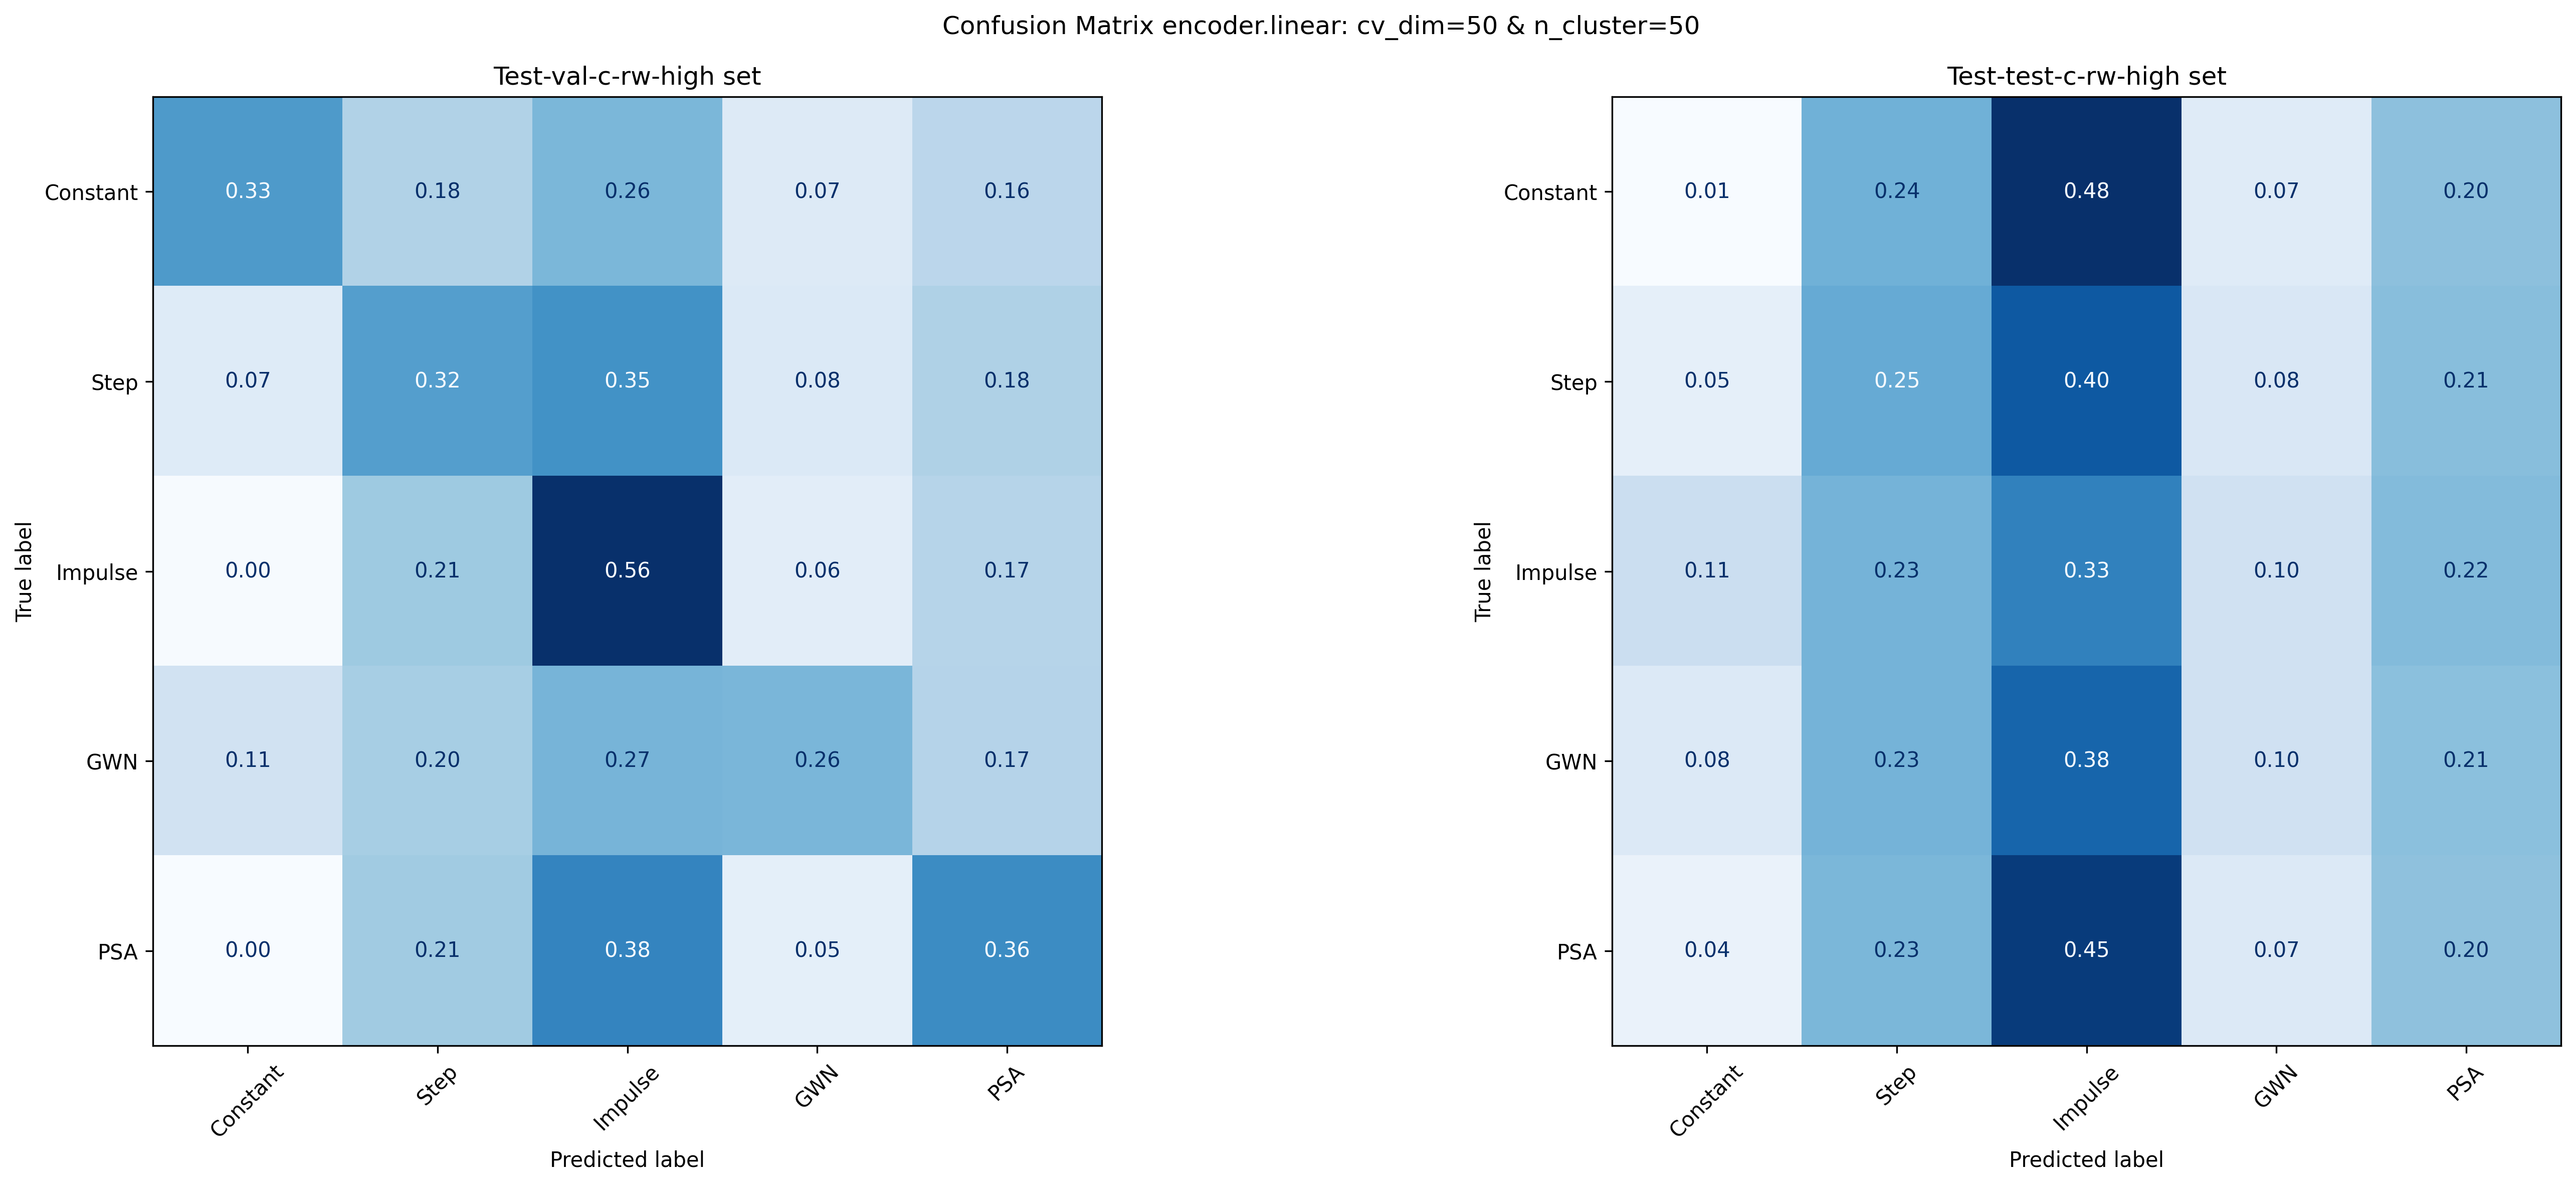 Confusion Matrix encoder.linear: cv_dim=50 & n_cluster=50
Test-val-c-rw-high set
True label
Constant 0.33 0.18 0.26 0.07 0.16
Step 0.07 0.32 0.35 0.08 0.18
Impulse 0.00 0.21 0.56 0.06 0.17
GWN 0.11 0.20 0.27 0.26 0.17
PSA 0.00 0.21 0.38 0.05 0.36
Constant Step Impulse GWN PSA
Predicted label
Test-test-c-rw-high set
True label
Constant 0.01 0.24 0.48 0.07 0.20
Step 0.05 0.25 0.40 0.08 0.21
Impulse 0.11 0.23 0.33 0.10 0.22
GWN 0.08 0.23 0.38 0.10 0.21
PSA 0.04 0.23 0.45 0.07 0.20
Constant Step Impulse GWN PSA
Predicted label